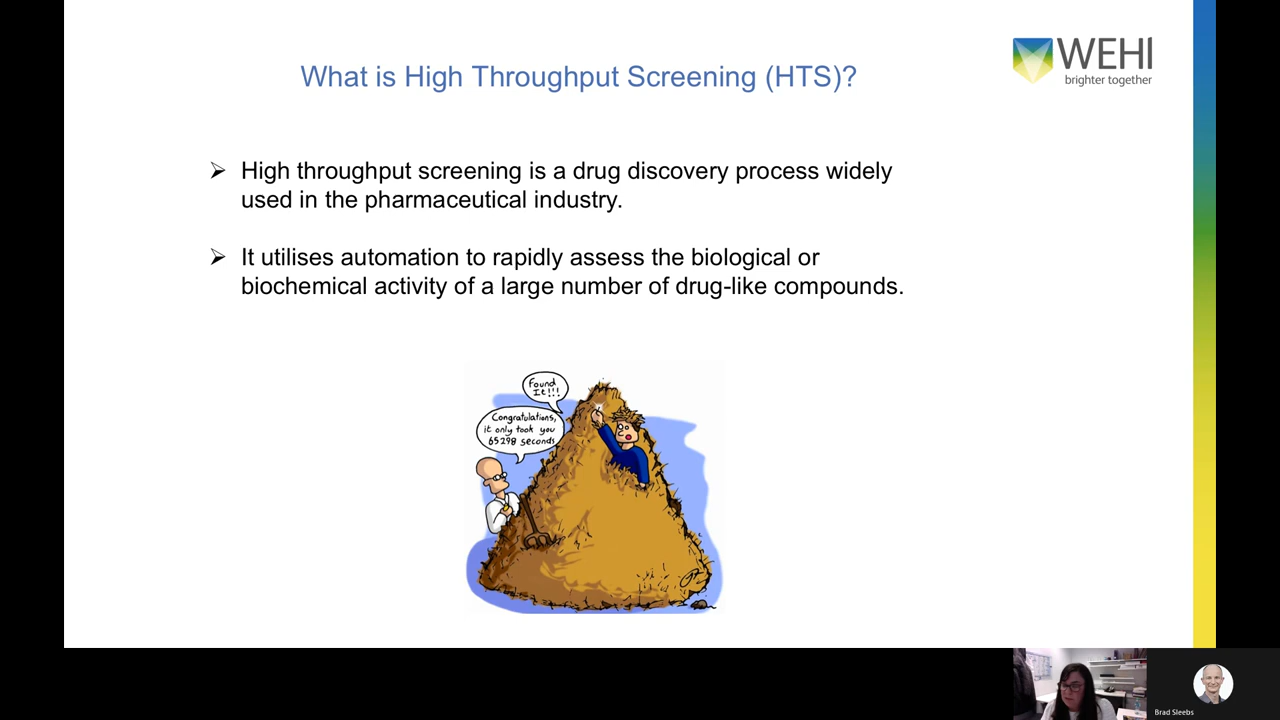 What is High Throughput Screening (HTS)?
WEHI
brighter together
High throughput screening is a drug discovery process widely
used in the pharmaceutical industry.
It utilises automation to rapidly assess the biological or
biochemical activity of a large number of drug-like compounds.
Found
It!!!
Congratulations,
it only took you
65298 seconds
Brad Sleebs